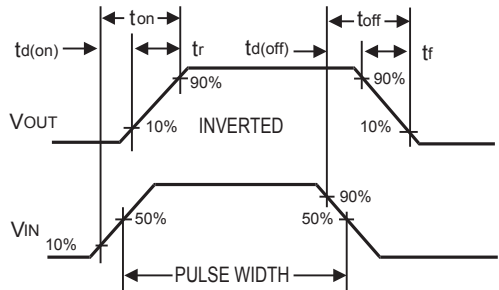 ton toff
td(on) tr td(off) tf
90% 90%
VOUT INVERTED
10% 10%
90%
50% 50%
VIN
10%
PULSE WIDTH